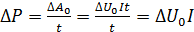 ΔP = ΔA₀/t = ΔU₀It/t = ΔU₀I